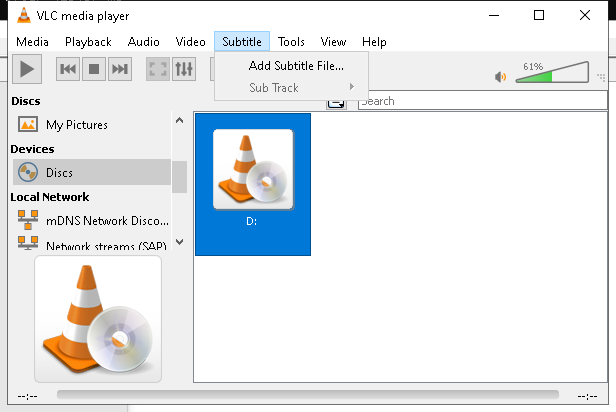 VLC media player
Media Playback Audio Video Subtitle Tools View Help
Add Subtitle File...
Sub Track
61%
Search
Discs
My Pictures
Devices
Discs
Local Network
mDNS Network Disco...
Network streams (SAP)
D:
--:--
--:--